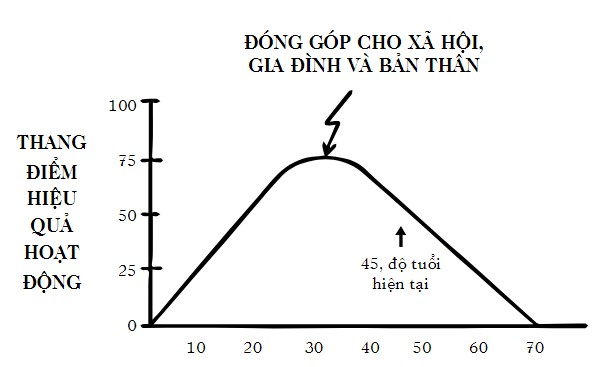 ĐÓNG GÓP CHO XÃ HỘI,
GIA ĐÌNH VÀ BẢN THÂN
THANG
ĐIỂM
HIỆU
QUẢ
HOẠT
ĐỘNG
100
75
50
25
0
45, độ tuổi
hiện tại
10 20 30 40 50 60 70